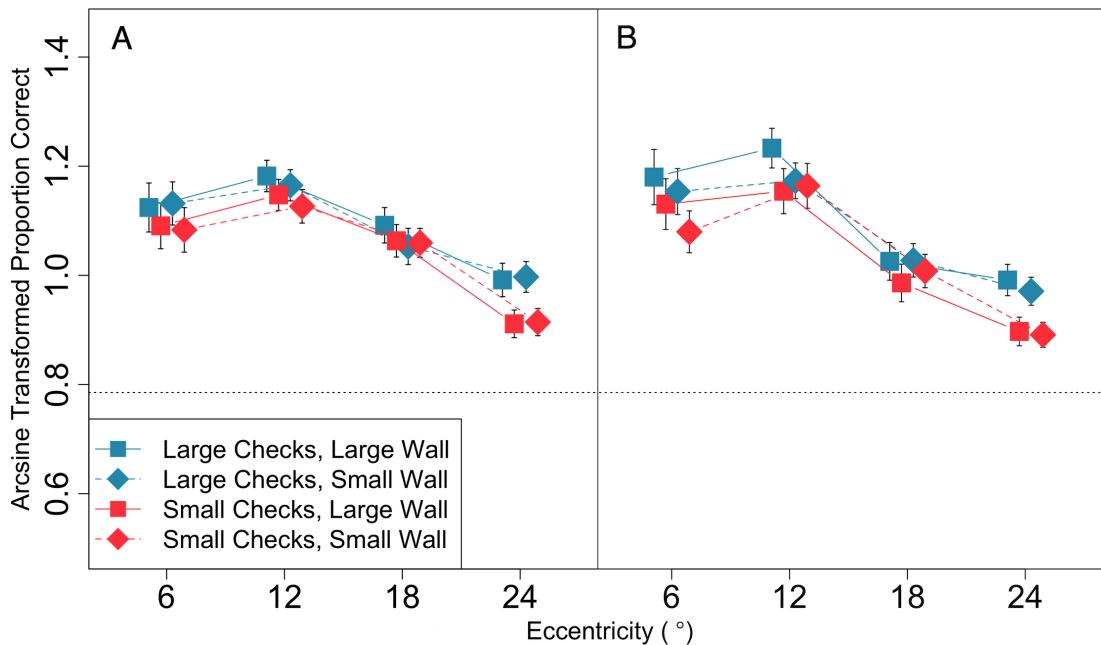 A
B
Arcsine Transformed Proportion Correct
1.4
1.2
1.0
0.8
0.6
Large Checks, Large Wall
Large Checks, Small Wall
Small Checks, Large Wall
Small Checks, Small Wall
6 12 18 24 6 12 18 24
Eccentricity ( °)